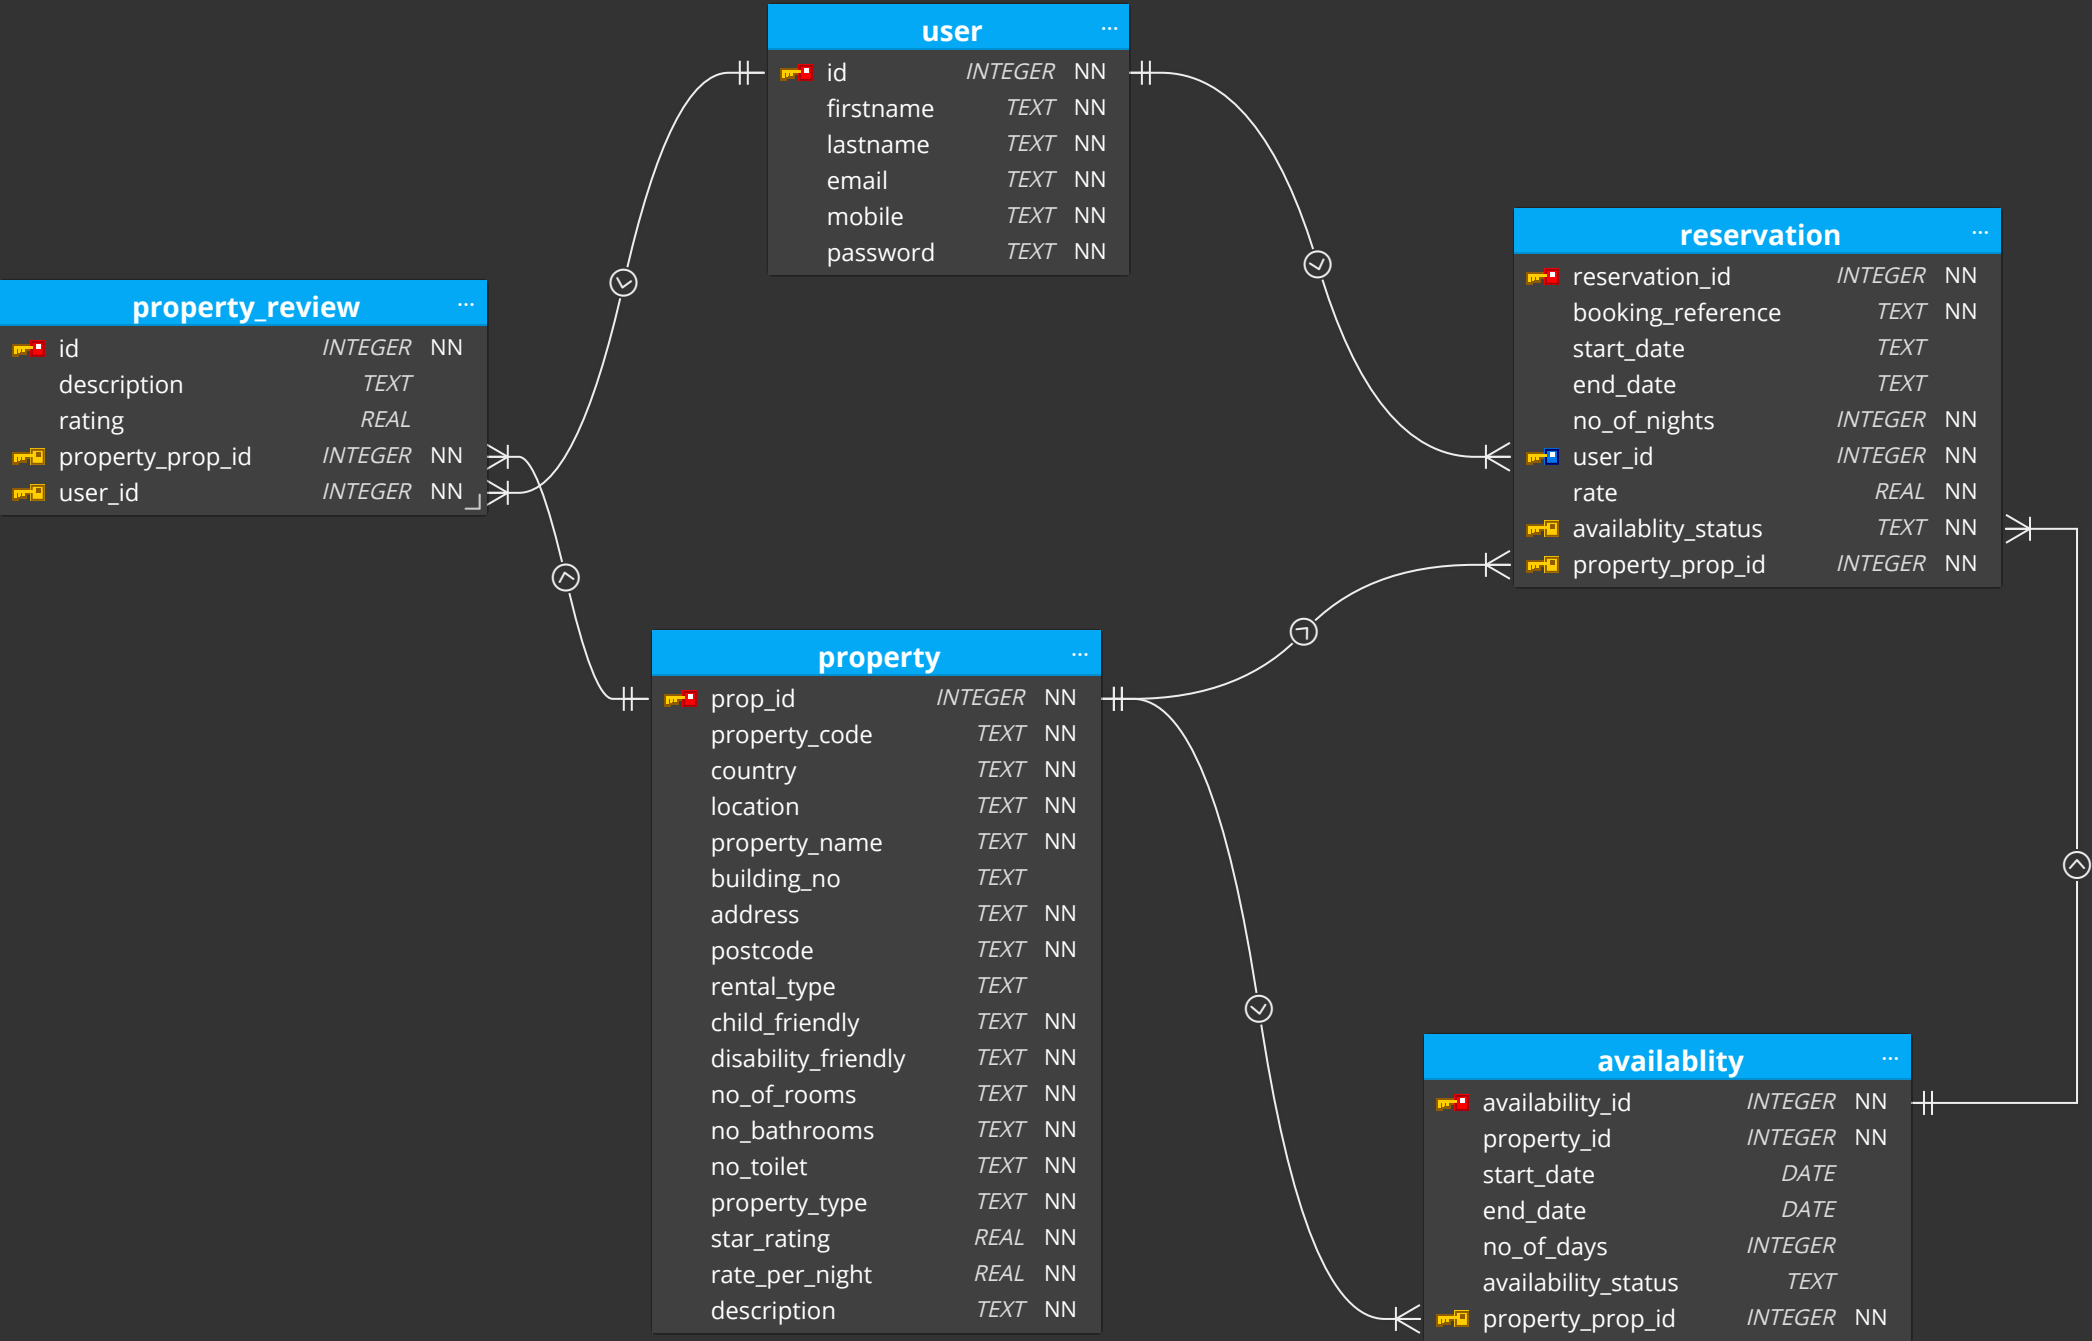 user ...
id INTEGER NN
firstname TEXT NN
lastname TEXT NN
email TEXT NN
mobile TEXT NN
password TEXT NN
reservation ...
reservation_id INTEGER NN
booking_reference TEXT NN
start_date TEXT
end_date TEXT
no_of_nights INTEGER NN
user_id INTEGER NN
rate REAL NN
availablity_status TEXT NN
property_prop_id INTEGER NN
property_review ...
id INTEGER NN
description TEXT
rating REAL
property_prop_id INTEGER NN
user_id INTEGER NN
property ...
prop_id INTEGER NN
property_code TEXT NN
country TEXT NN
location TEXT NN
property_name TEXT NN
building_no TEXT
address TEXT NN
postcode TEXT NN
rental_type TEXT
child_friendly TEXT NN
disability_friendly TEXT NN
no_of_rooms TEXT NN
no_bathrooms TEXT NN
no_toilet TEXT NN
property_type TEXT NN
star_rating REAL NN
rate_per_night REAL NN
description TEXT NN
availablity ...
availability_id INTEGER NN
property_id INTEGER NN
start_date DATE
end_date DATE
no_of_days INTEGER
availability_status TEXT
property_prop_id INTEGER NN